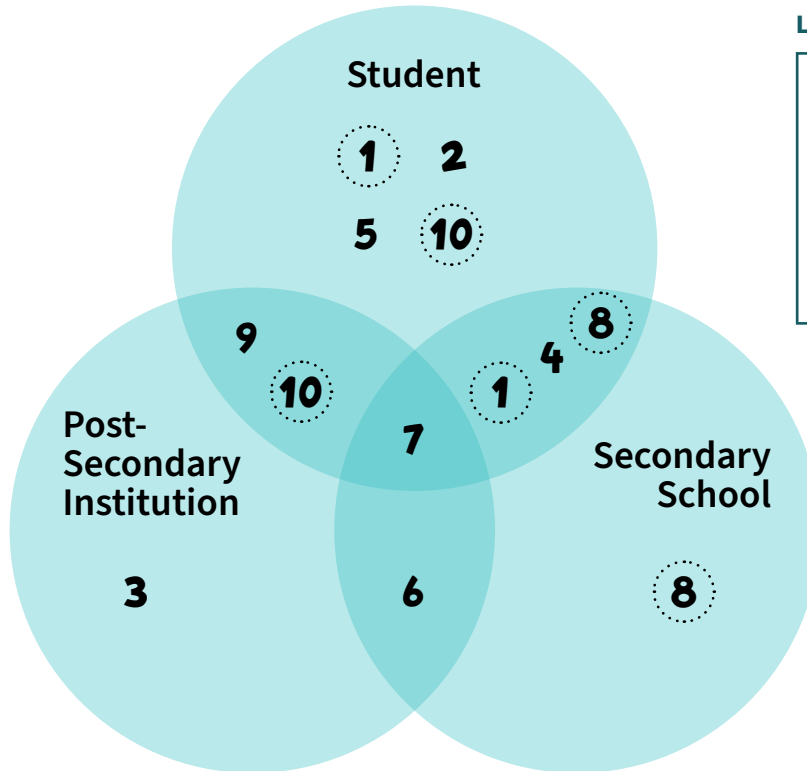 L
Student
1 2
5 10
8
9
4
10 1
7
Post-
Secondary
Institution
Secondary
School
3 6 8